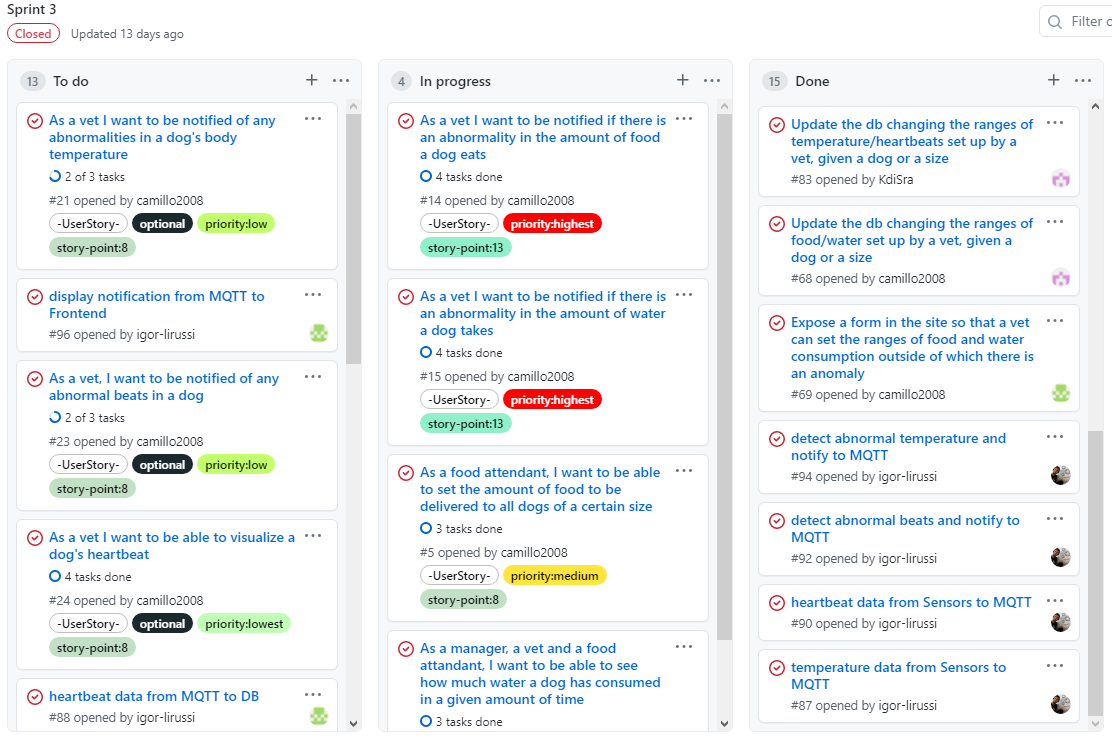 Sprint 3
Closed
Updated 13 days ago
Filter c
13 To do
As a vet I want to be notified of any
abnormalities in a dog's body
temperature
2 of 3 tasks
#21 opened by camillo2008
-UserStory-
optional
priority:low
story-point:8
display notification from MQTT to
Frontend
#96 opened by igor-lirussi
As a vet, I want to be notified of any
abnormal beats in a dog
2 of 3 tasks
#23 opened by camillo2008
-UserStory-
optional
priority:low
story-point:8
As a vet I want to be able to visualize a
dog's heartbeat
4 tasks done
#24 opened by camillo2008
-UserStory-
optional
priority:lowest
story-point:8
heartbeat data from MQTT to DB
#88 opened by igor-lirussi
4 In progress
As a vet I want to be notified if there is
an abnormality in the amount of food
a dog eats
4 tasks done
#14 opened by camillo2008
-UserStory-
priority:highest
story-point:13
As a vet I want to be notified if there is
an abnormality in the amount of water
a dog takes
4 tasks done
#15 opened by camillo2008
-UserStory-
priority:highest
story-point:13
As a food attendant, I want to be able
to set the amount of food to be
delivered to all dogs of a certain size
3 tasks done
#5 opened by camillo2008
-UserStory-
priority:medium
story-point:8
As a manager, a vet and a food
attandant, I want to be able to see
how much water a dog has consumed
in a given amount of time
3 tasks done
15 Done
Update the db changing the ranges of
temperature/heartbeats set up by a
vet, given a dog or a size
#83 opened by KdiSra
Update the db changing the ranges of
food/water set up by a vet, given a
dog or a size
#68 opened by camillo2008
Expose a form in the site so that a vet
can set the ranges of food and water
consumption outside of which there is
an anomaly
#69 opened by camillo2008
detect abnormal temperature and
notify to MQTT
#94 opened by igor-lirussi
detect abnormal beats and notify to
MQTT
#92 opened by igor-lirussi
heartbeat data from Sensors to MQTT
#90 opened by igor-lirussi
temperature data from Sensors to
MQTT
#87 opened by igor-lirussi